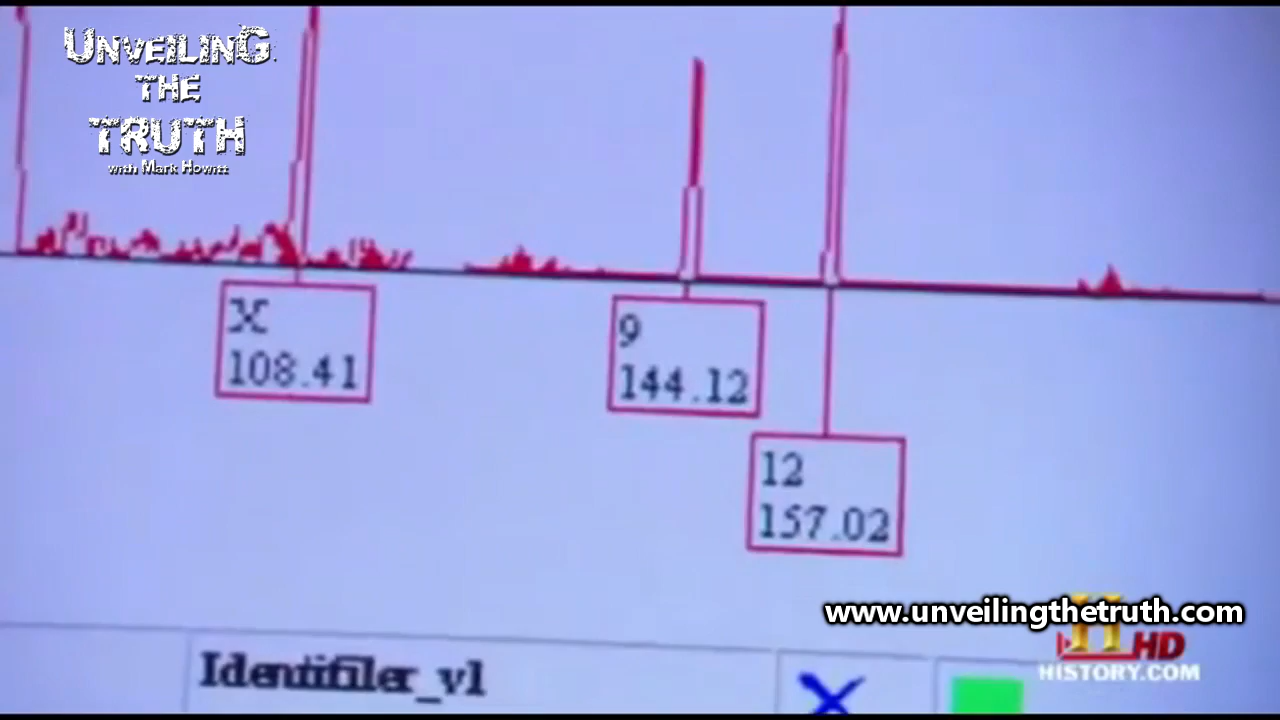 UNVEILING
THE
TRUTH
with Mark Howitt
X
108.41
9
144.12
12
157.02
www.unveilingthetruth.com
H HD
HISTORY.COM
Identifiler_v1